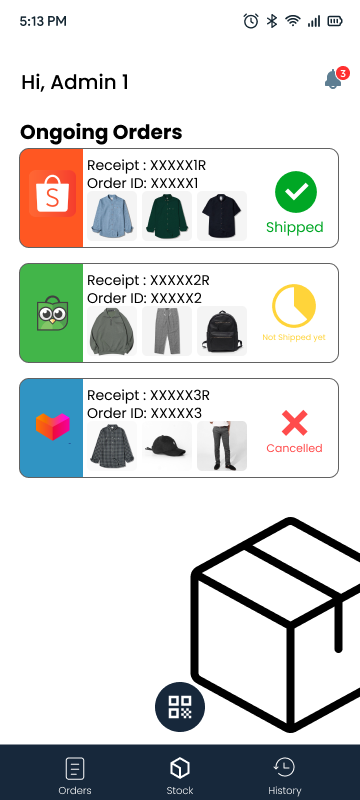 5:13 PM
3
Hi, Admin 1
Ongoing Orders
Receipt : XXXXX1R
Order ID: XXXXX1
S
Shipped
Receipt : XXXXX2R
Order ID: XXXXX2
Not Shipped yet
Receipt : XXXXX3R
Order ID: XXXXX3
Cancelled
Orders
Stock
History